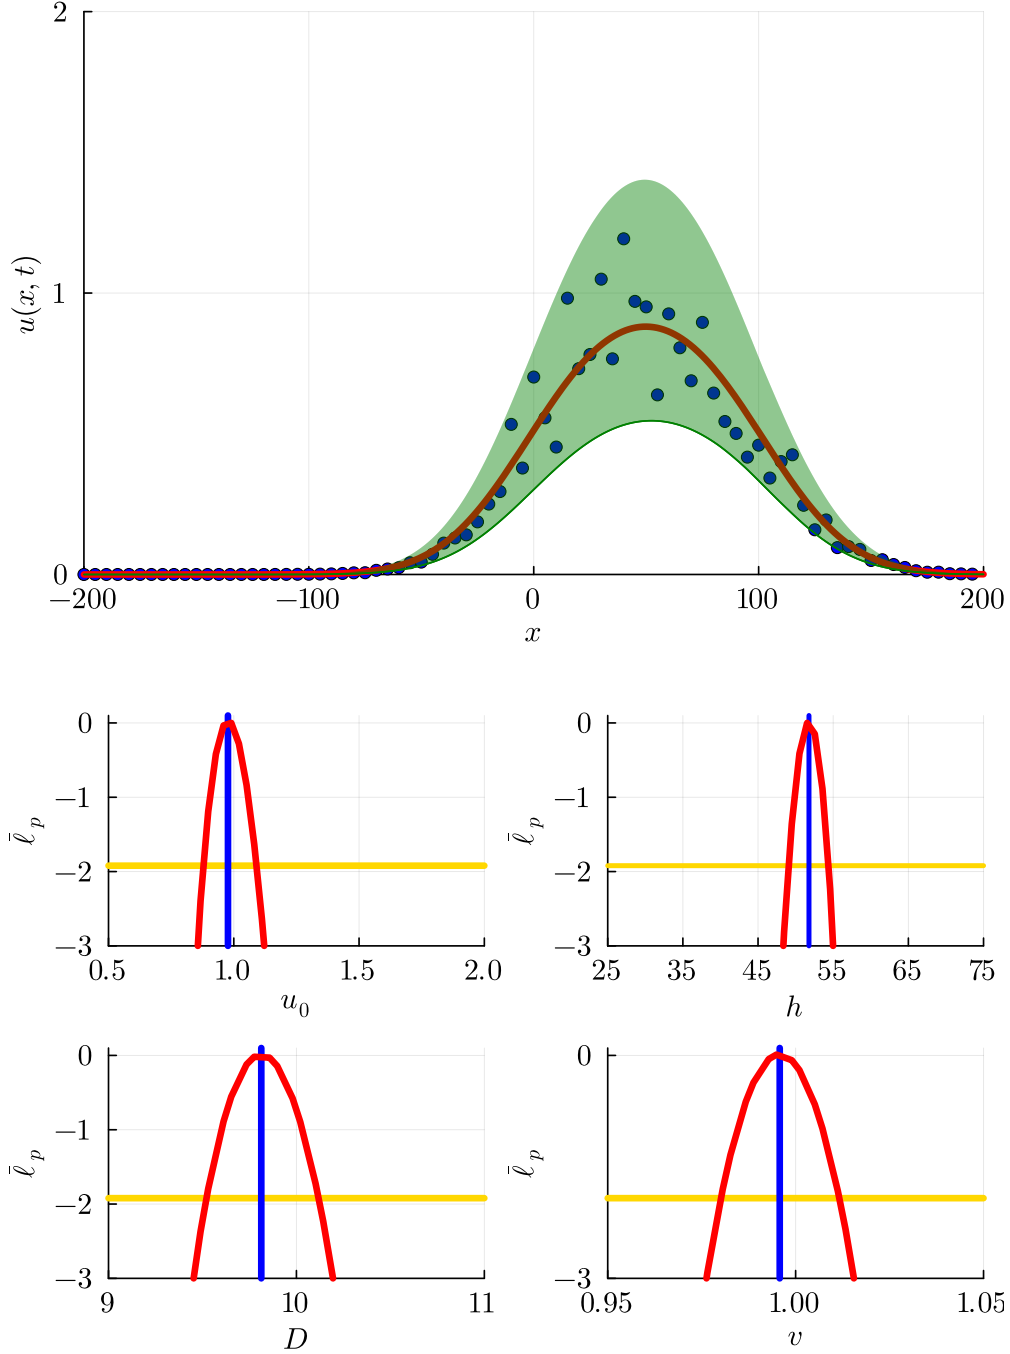 2
1
0
u(x, t)
−200 −100 0 100 200
x
0
−1
−2
−3
ℓ̄ₚ
0.5 1.0 1.5 2.0
u₀
0
−1
−2
−3
ℓ̄ₚ
25 35 45 55 65 75
h
0
−1
−2
−3
ℓ̄ₚ
9 10 11
D
0
−3
ℓ̄ₚ
0.95 1.00 1.05
v